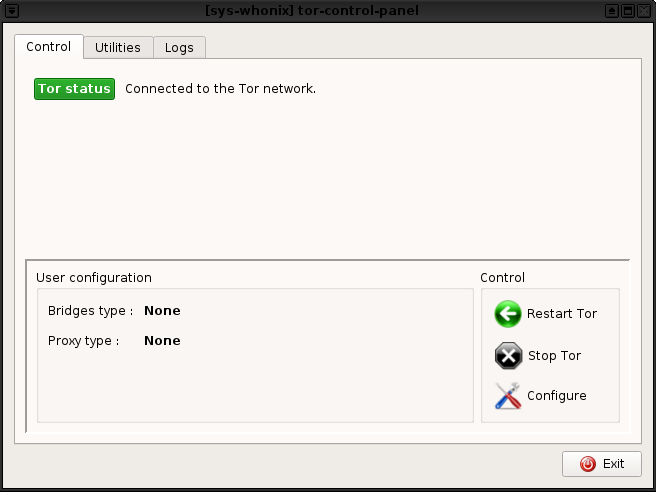 [sys-whonix] tor-control-panel
Control Utilities Logs
Tor status Connected to the Tor network.
User configuration
Bridges type : None
Proxy type : None
Control
Restart Tor
Stop Tor
Configure
Exit